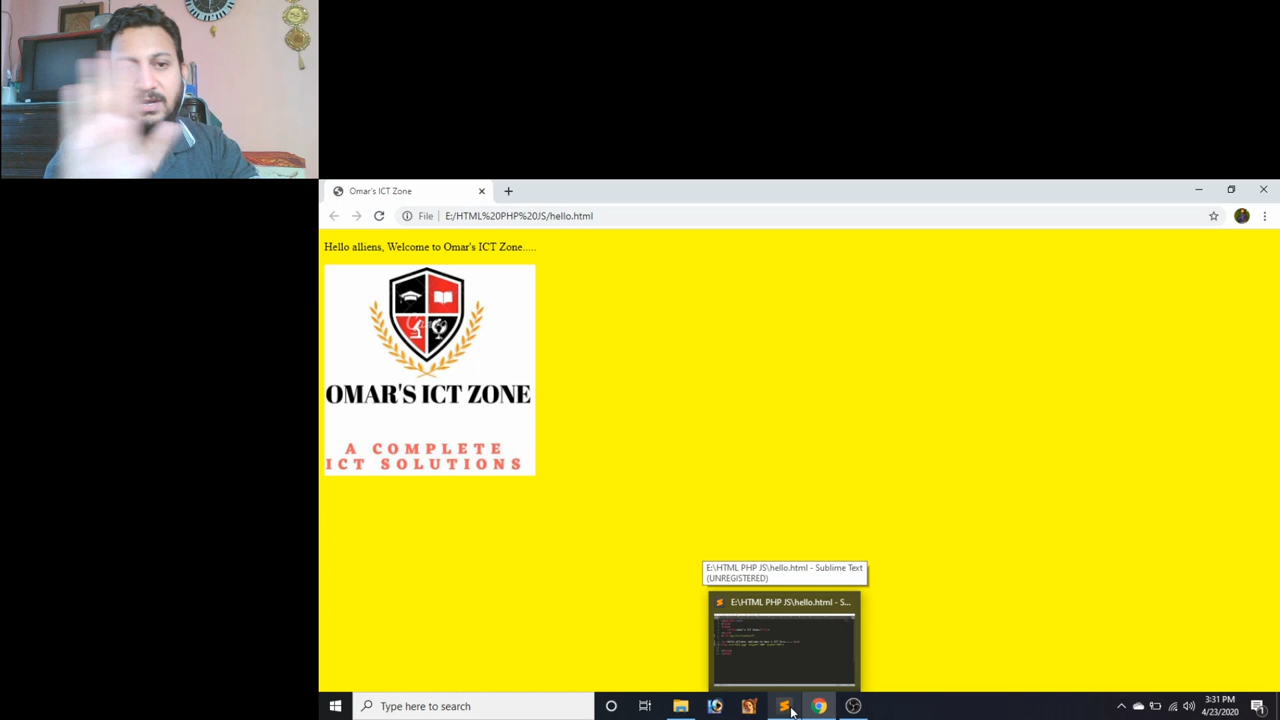 Omar's ICT Zone
File
E:/HTML%20PHP%20JS/hello.html
Hello alliens, Welcome to Omar's ICT Zone.....
OMAR'S ICT ZONE
A COMPLETE
ICT SOLUTIONS
E:\HTML PHP JS\hello.html - Sublime Text
(UNREGISTERED)
E:\HTML PHP JS\hello.html - S...
Type here to search
3:31 PM
4/23/2020